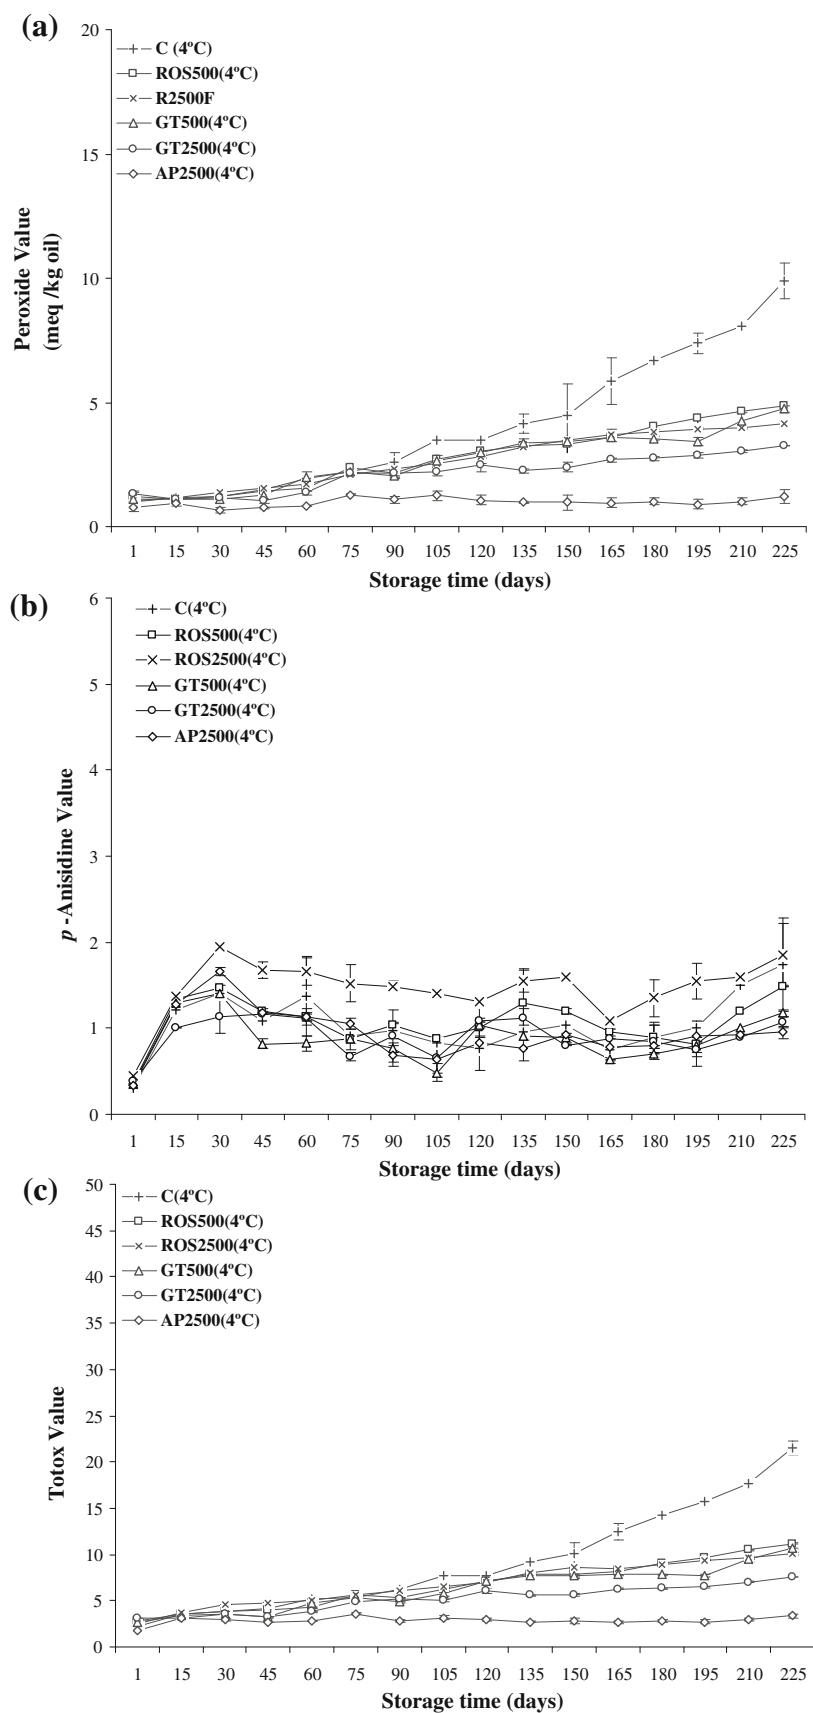 (a)
C (4ºC)
ROS500(4ºC)
R2500F
GT500(4ºC)
GT2500(4ºC)
AP2500(4ºC)
20
15
10
5
0
Peroxide Value
(meq /kg oil)
1 15 30 45 60 75 90 105 120 135 150 165 180 195 210 225
Storage time (days)
(b)
C(4ºC)
ROS500(4ºC)
ROS2500(4ºC)
GT500(4ºC)
GT2500(4ºC)
AP2500(4ºC)
6
5
4
3
2
1
0
p -Anisidine Value
1 15 30 45 60 75 90 105 120 135 150 165 180 195 210 225
Storage time (days)
(c)
C(4ºC)
ROS500(4ºC)
ROS2500(4ºC)
GT500(4ºC)
GT2500(4ºC)
AP2500(4ºC)
50
45
40
35
30
25
20
15
10
5
0
Totox Value
1 15 30 45 60 75 90 105 120 135 150 165 180 195 210 225
Storage time (days)